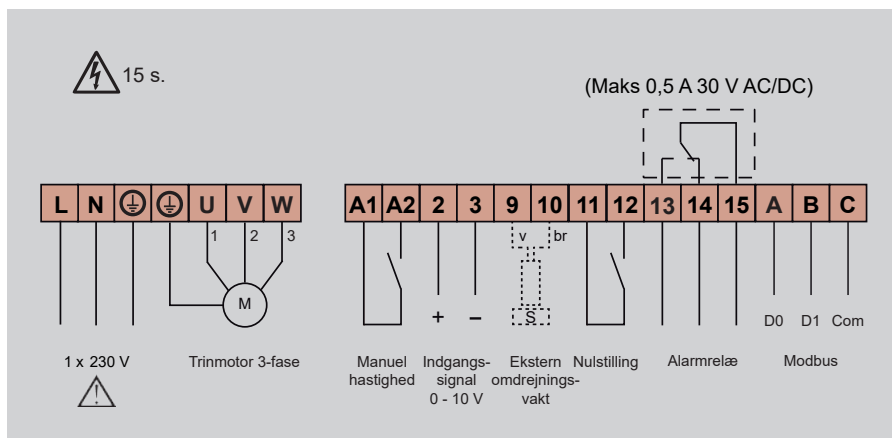 15 s.
(Maks 0,5 A 30 V AC/DC)
L N U V W
A1 A2 2 3 9 10 11 12 13 14 15 A B C
1 2 3
v br
M
S
+ –
D0 D1 Com
1 x 230 V
Trinmotor 3-fase
Manuel
hastighed
Indgangs-
signal
0 - 10 V
Ekstern
omdrejnings-
vakt
Nulstilling
Alarmrelæ
Modbus